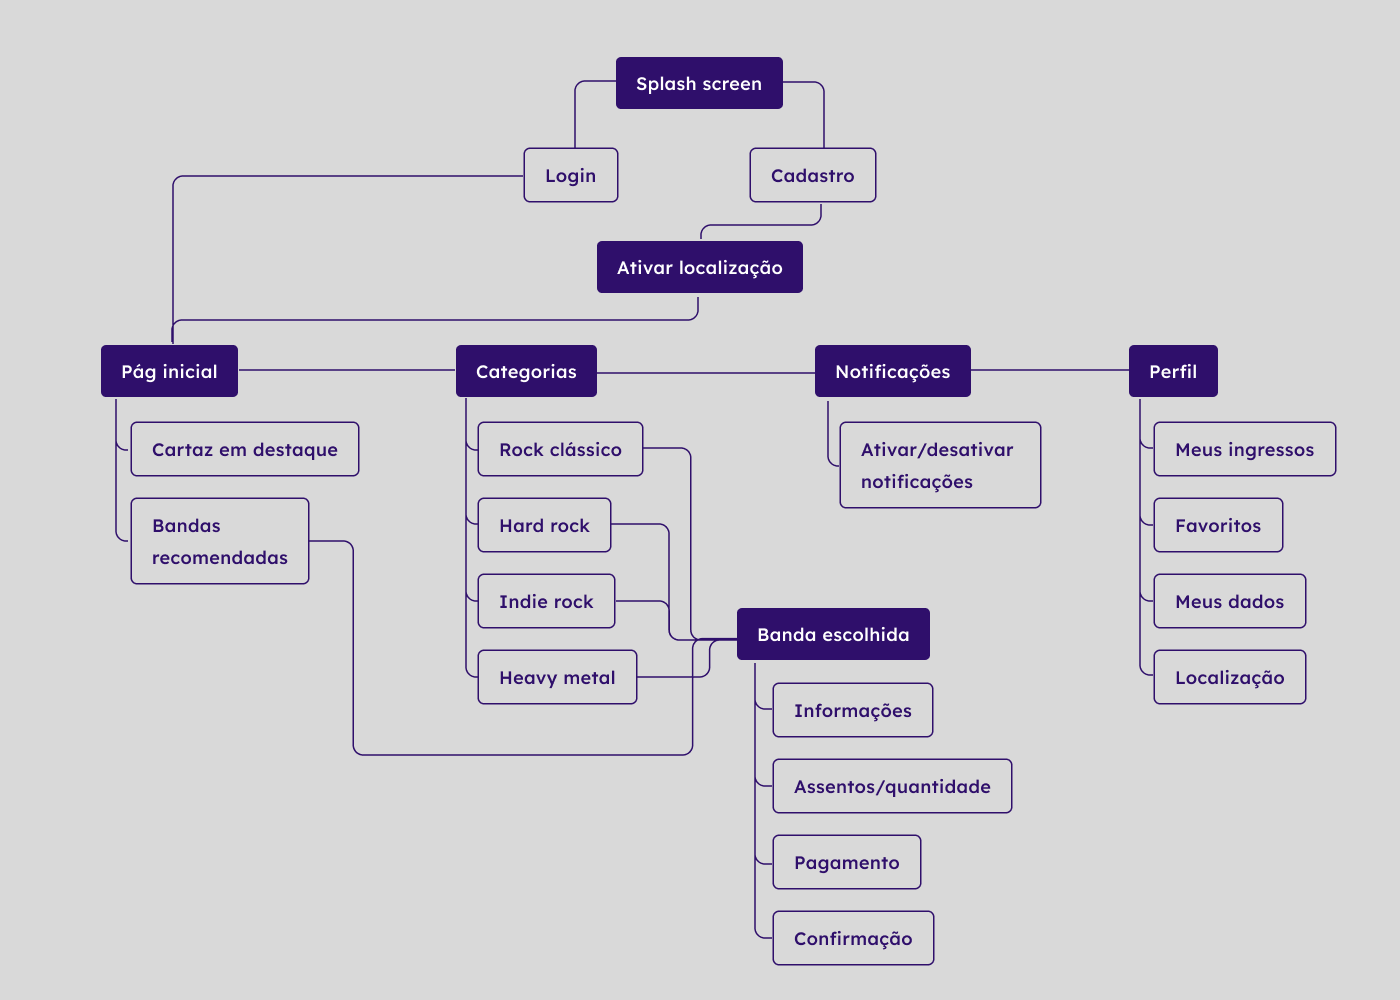 Splash screen
Login
Cadastro
Ativar localização
Pág inicial
Categorias
Notificações
Perfil
Cartaz em destaque
Bandas
recomendadas
Rock clássico
Hard rock
Indie rock
Heavy metal
Ativar/desativar
notificações
Meus ingressos
Favoritos
Meus dados
Localização
Banda escolhida
Informações
Assentos/quantidade
Pagamento
Confirmação